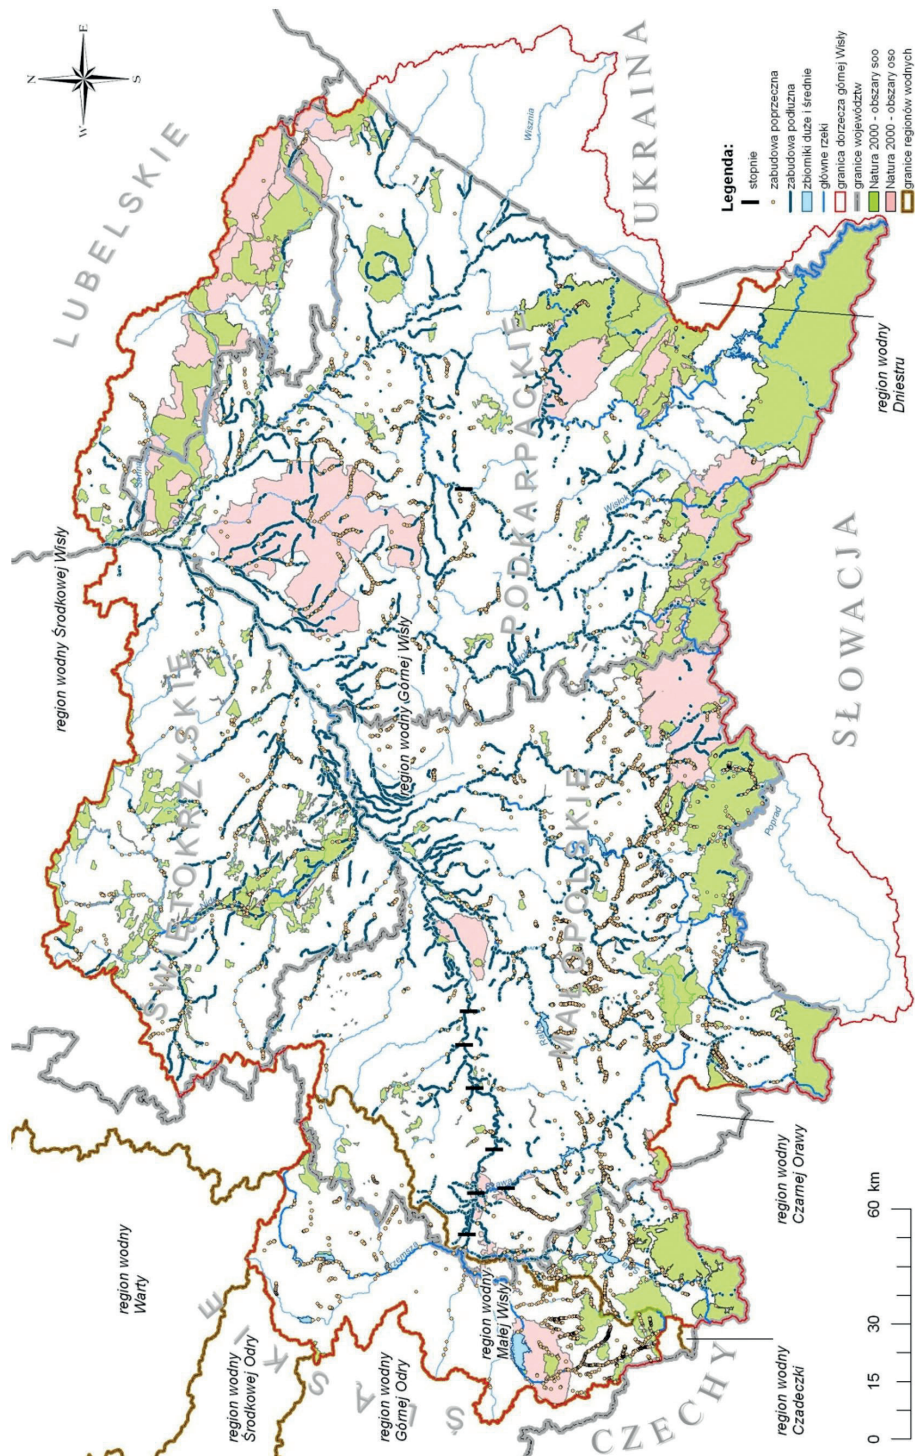 N
E
S
W
LUBELSKIE
UKRAINA
Wisznia
Legenda:
stopnie
zabudowa poprzeczna
zabudowa podłużna
zbiorniki duże i średnie
główne rzeki
granica dorzecza górnej Wisły
granice województw
Natura 2000 - obszary soo
Natura 2000 - obszary oso
granice regionów wodnych
region wodny Środkowej Wisły
ŚWIĘTOKRZYSKIE
region wodny Górnej Wisły
PODKARPACKIE
Wisłok
region wodny
Dniestru
SŁOWACJA
MAŁOPOLSKIE
Poprad
region wodny
Warty
region wodny
Środkowej Odry
ŚLĄSKIE
region wodny
Górnej Odry
region wodny
Małej Wisły
region wodny
Czarnej Orawy
region wodny
Czadeczki
CZECHY
0 15 30 60 km